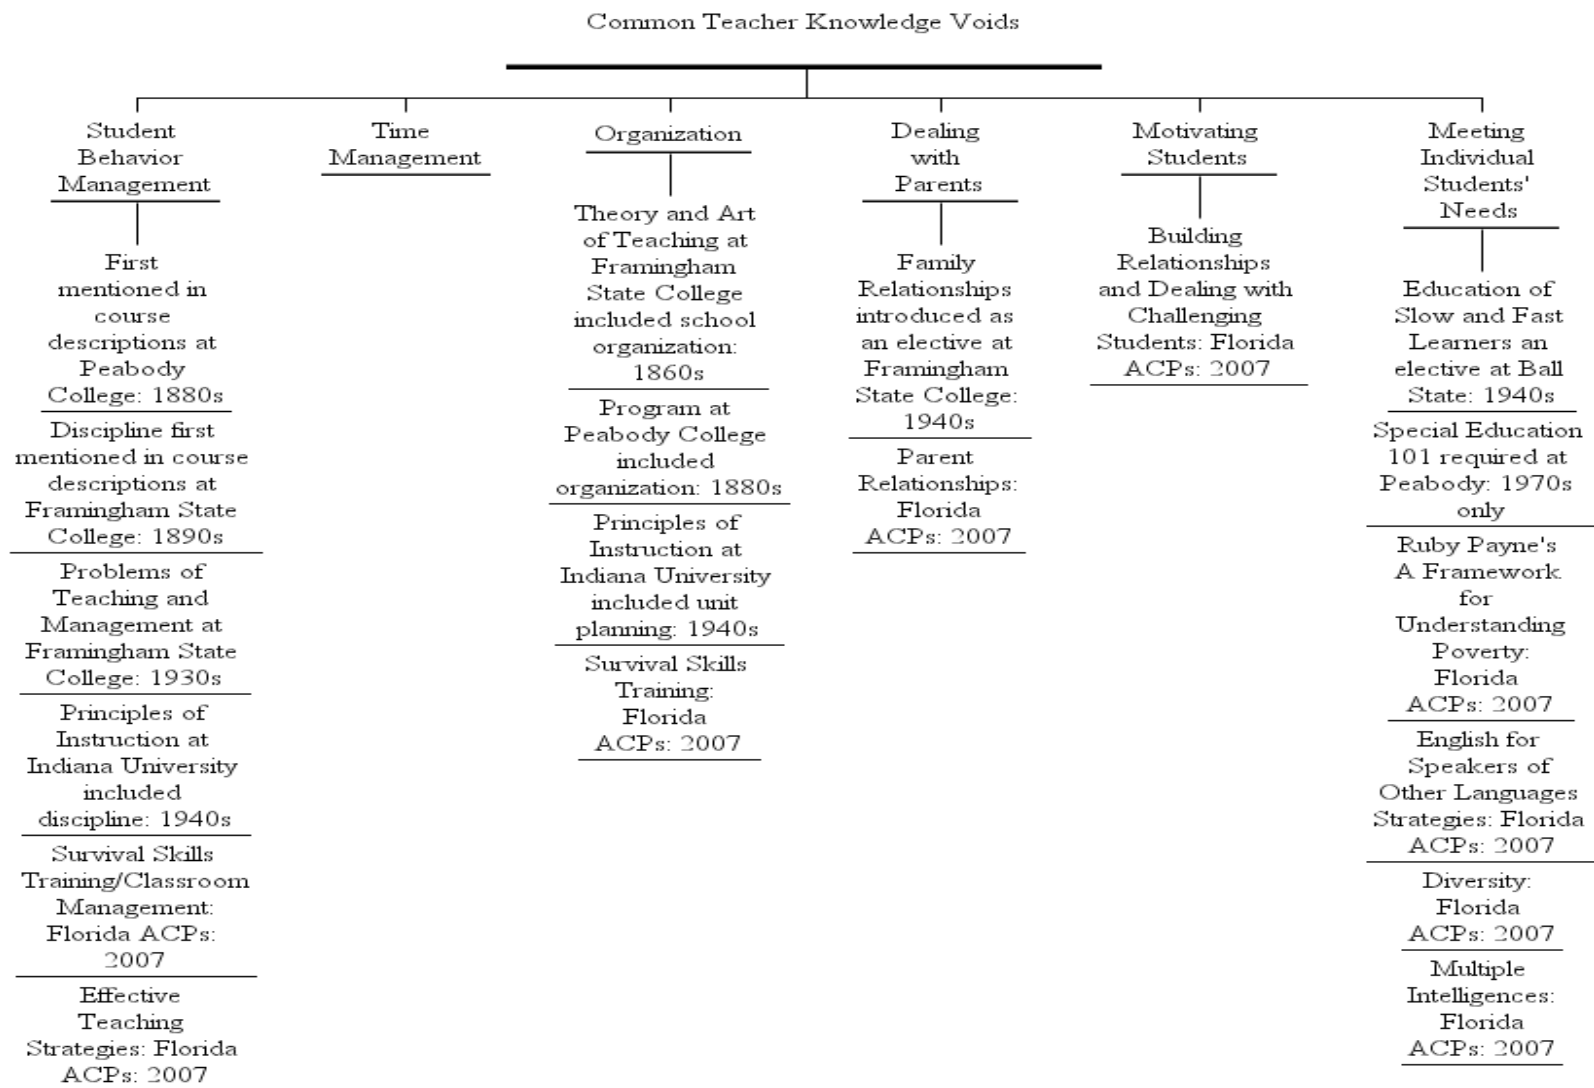 Common Teacher Knowledge Voids
Student
Behavior
Management
First
mentioned in
course
descriptions at
Peabody
College: 1880s
Discipline first
mentioned in course
descriptions at
Framingham State
College: 1890s
Problems of
Teaching and
Management at
Framingham State
College: 1930s
Principles of
Instruction at
Indiana University
included
discipline: 1940s
Survival Skills
Training/Classroom
Management:
Florida ACPs:
2007
Effective
Teaching
Strategies: Florida
ACPs: 2007
Time
Management
Organization
Theory and Art
of Teaching at
Framingham
State College
included school
organization:
1860s
Program at
Peabody College
included
organization: 1880s
Principles of
Instruction at
Indiana University
included unit
planning: 1940s
Survival Skills
Training:
Florida
ACPs: 2007
Dealing
with
Parents
Family
Relationships
introduced as
an elective at
Framingham
State College:
1940s
Parent
Relationships:
Florida
ACPs: 2007
Motivating
Students
Building
Relationships
and Dealing with
Challenging
Students: Florida
ACPs: 2007
Meeting
Individual
Students'
Needs
Education of
Slow and Fast
Learners an
elective at Ball
State: 1940s
Special Education
101 required at
Peabody: 1970s
only
Ruby Payne's
A Framework
for
Understanding
Poverty:
Florida
ACPs: 2007
English for
Speakers of
Other Languages
Strategies: Florida
ACPs: 2007
Diversity:
Florida
ACPs: 2007
Multiple
Intelligences:
Florida
ACPs: 2007